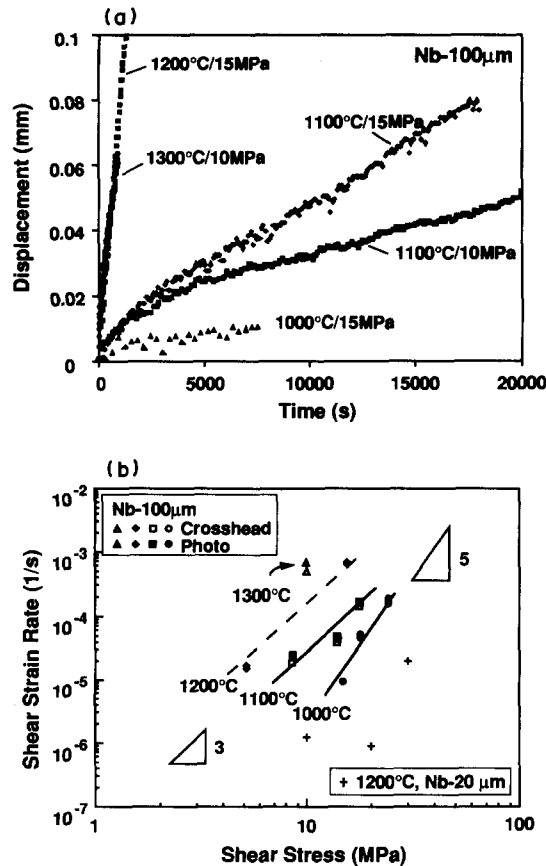 (a)
0.1
0.08
0.06
0.04
0.02
0
Displacement (mm)
Nb-100μm
1200°C/15MPa
1300°C/10MPa
1100°C/15MPa
1100°C/10MPa
1000°C/15MPa
0 5000 10000 15000 20000
Time (s)
(b)
10-2
10-3
10-4
10-5
10-6
10-7
Shear Strain Rate (1/s)
Nb-100μm
Crosshead
Photo
5
1300°C
1200°C
1100°C
1000°C
3
+ 1200°C, Nb-20 μm
1 10 100
Shear Stress (MPa)